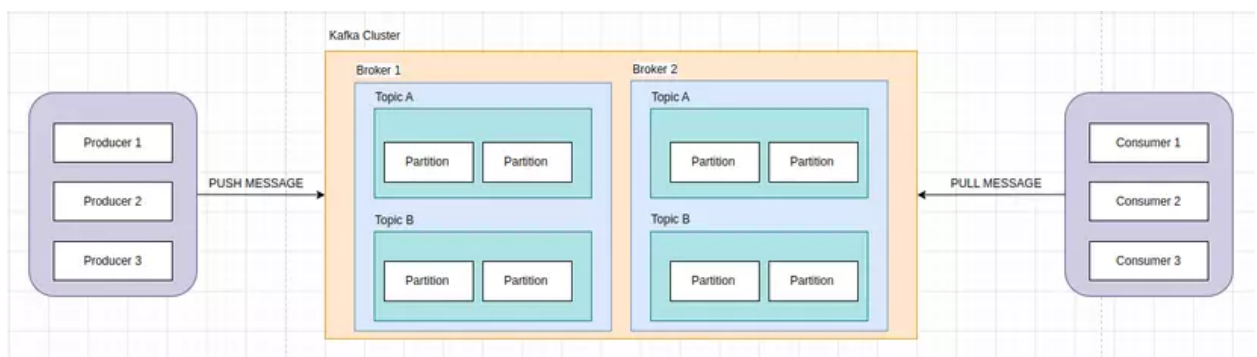 Kafka Cluster
Broker 1
Broker 2
Topic A
Topic A
Producer 1
Producer 2
Producer 3
PUSH MESSAGE
Partition
Partition
Partition
Partition
Topic B
Topic B
Partition
Partition
Partition
Partition
PULL MESSAGE
Consumer 1
Consumer 2
Consumer 3